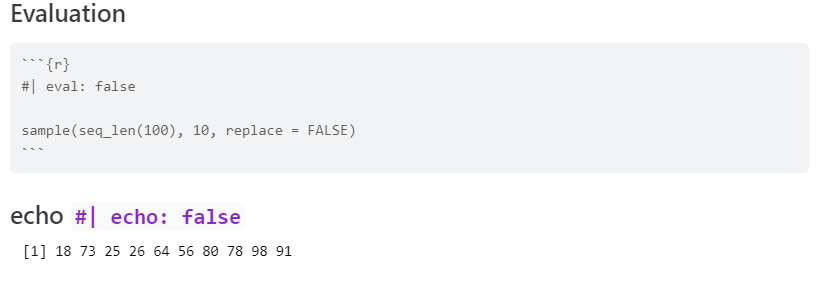 Evaluation
```{r}
#| eval: false
sample(seq_len(100), 10, replace = FALSE)
```
echo #| echo: false
[1] 18 73 25 26 64 56 80 78 98 91